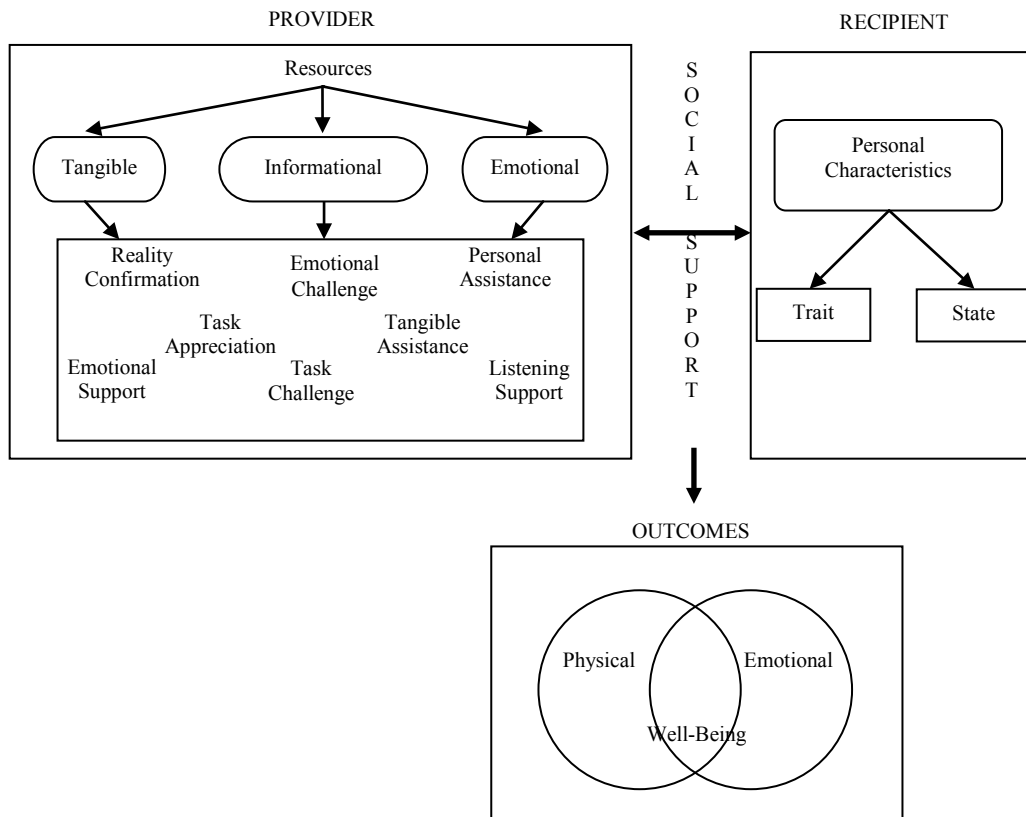 PROVIDER
Resources
Tangible
Informational
Emotional
Reality
Confirmation
Emotional
Challenge
Personal
Assistance
Task
Appreciation
Tangible
Assistance
Emotional
Support
Task
Challenge
Listening
Support
S
O
C
I
A
L
S
U
P
P
O
R
T
RECIPIENT
Personal
Characteristics
Trait
State
OUTCOMES
Physical
Emotional
Well-Being